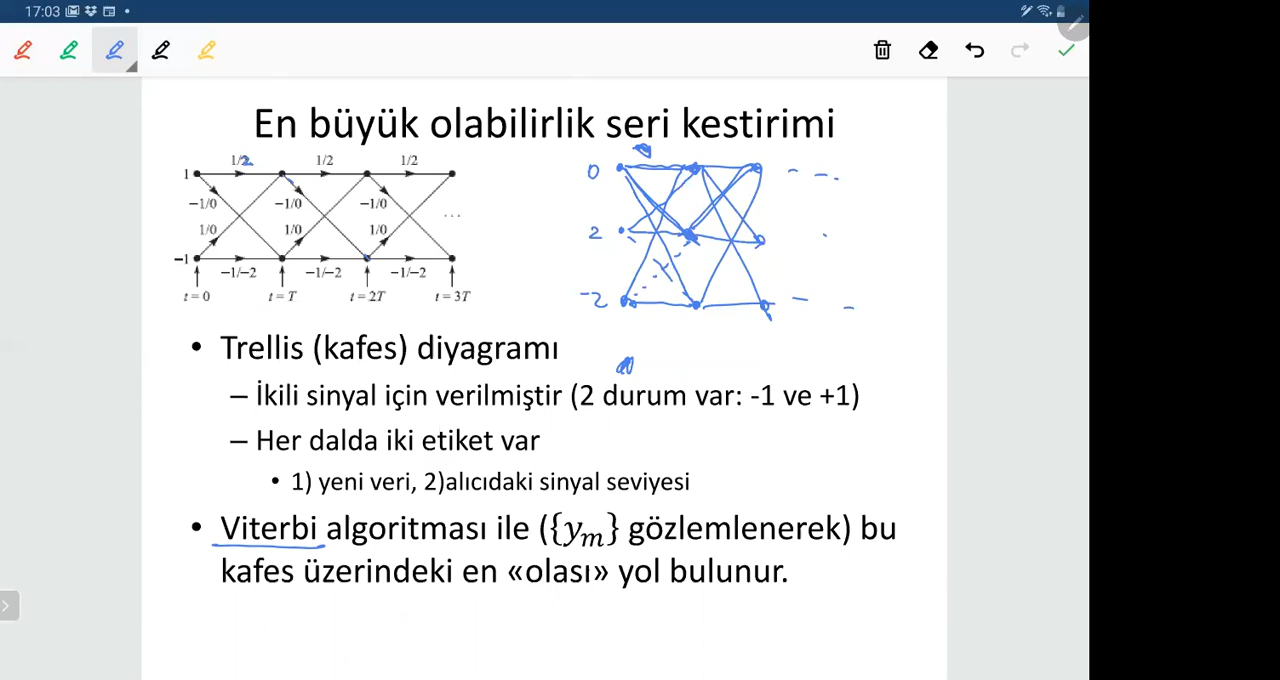 17:03
En büyük olabilirlik seri kestirimi
1/2 1/2 1/2
1
−1/0 −1/0 −1/0
1/0 1/0 1/0
...
−1
−1/−2 −1/−2 −1/−2
t = 0 t = T t = 2T t = 3T
0
2
-2
• Trellis (kafes) diyagramı
– İkili sinyal için verilmiştir (2 durum var: -1 ve +1)
– Her dalda iki etiket var
• 1) yeni veri, 2)alıcıdaki sinyal seviyesi
• Viterbi algoritması ile ({yₘ} gözlemlenerek) bu
kafes üzerindeki en «olası» yol bulunur.